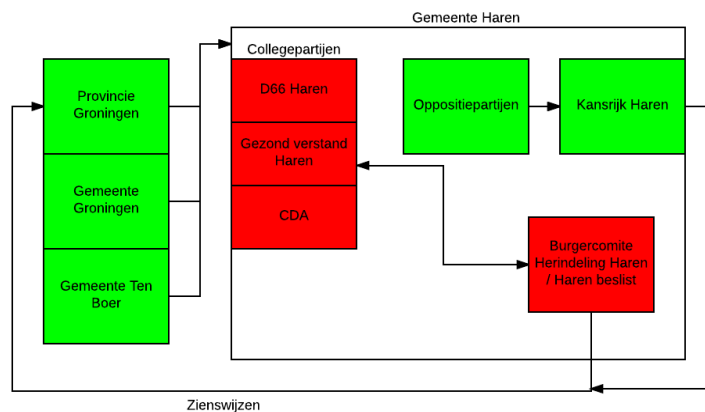 Gemeente Haren
Collegepartijen
Provincie
Groningen
Gemeente
Groningen
Gemeente Ten
Boer
D66 Haren
Gezond verstand
Haren
CDA
Oppositiepartijen
Kansrijk Haren
Burgercomite
Herindeling Haren
/ Haren beslist
Zienswijzen